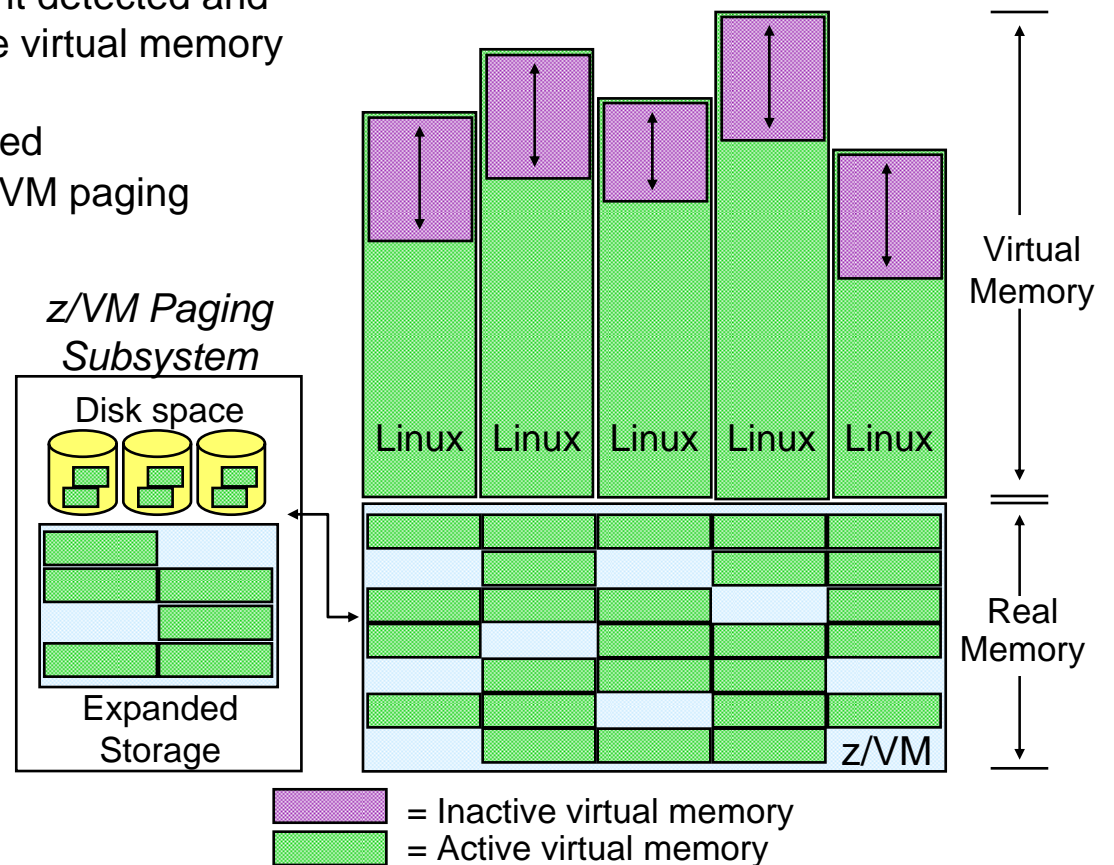 nt detected and
e virtual memory
ed
VM paging
z/VM Paging
Subsystem
Disk space
Expanded
Storage
Linux Linux Linux Linux Linux
Virtual
Memory
Real
Memory
z/VM
= Inactive virtual memory
= Active virtual memory